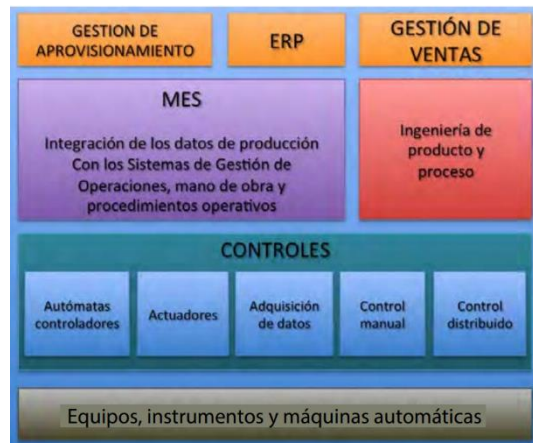 GESTION DE
APROVISIONAMIENTO
ERP
GESTIÓN DE
VENTAS
MES
Integración de los datos de producción
Con los Sistemas de Gestión de
Operaciones, mano de obra y
procedimientos operativos
Ingeniería de
producto y
proceso
CONTROLES
Autómatas
controladores
Actuadores
Adquisición
de datos
Control
manual
Control
distribuido
Equipos, instrumentos y máquinas automáticas